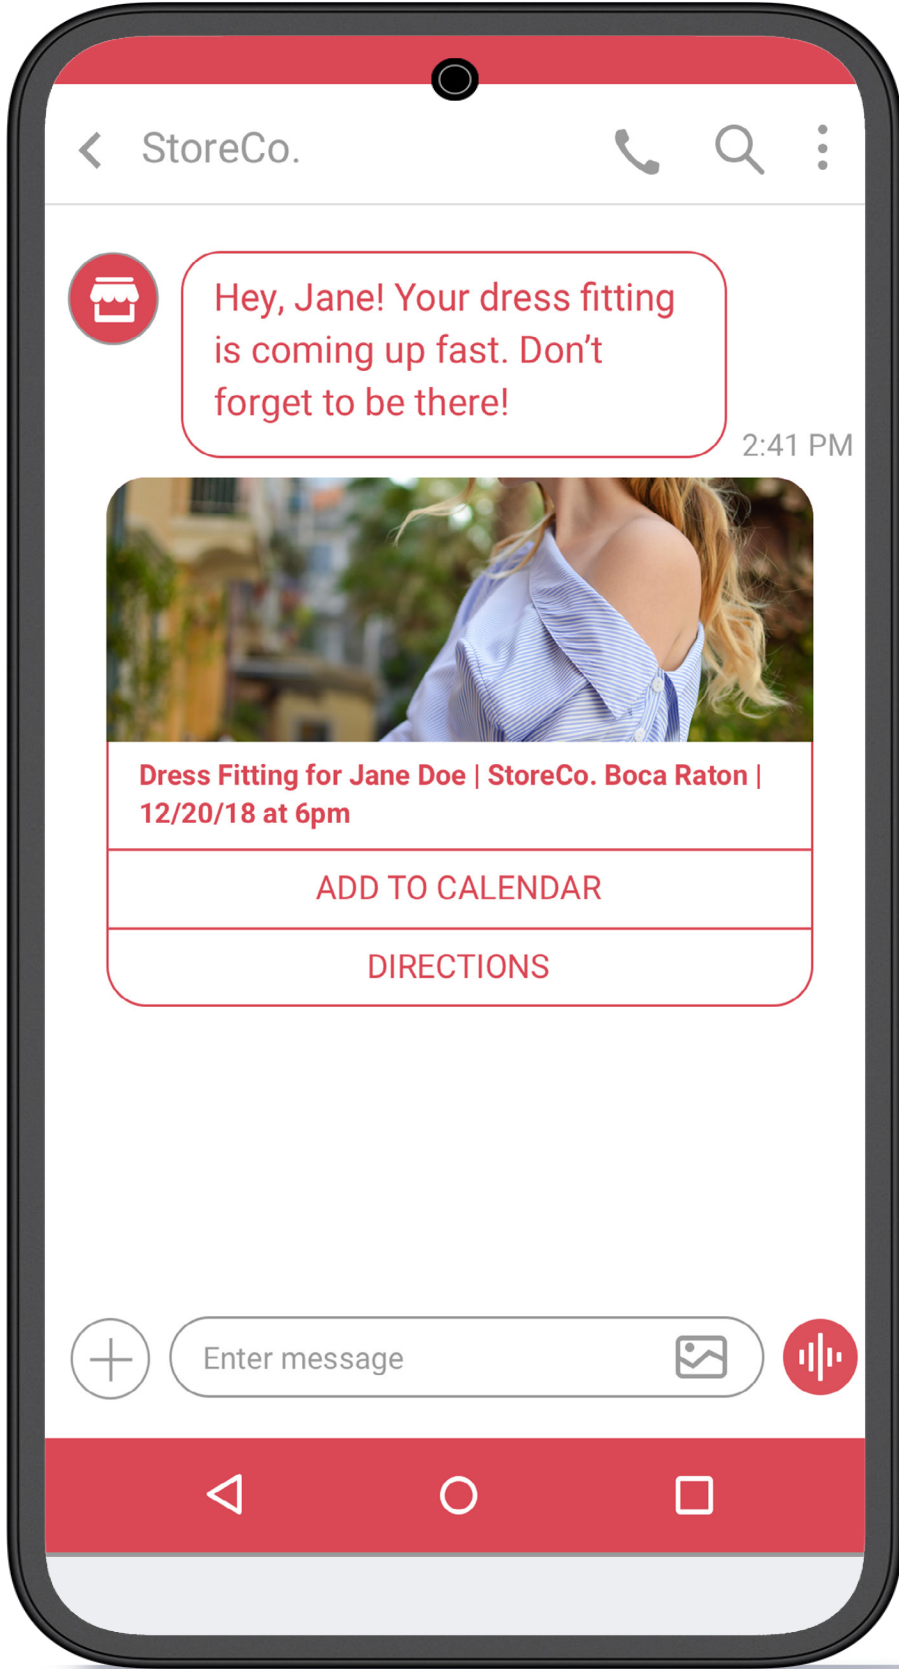 StoreCo.
Hey, Jane! Your dress fitting
is coming up fast. Don’t
forget to be there!
2:41 PM
Dress Fitting for Jane Doe | StoreCo. Boca Raton |
12/20/18 at 6pm
ADD TO CALENDAR
DIRECTIONS
Enter message